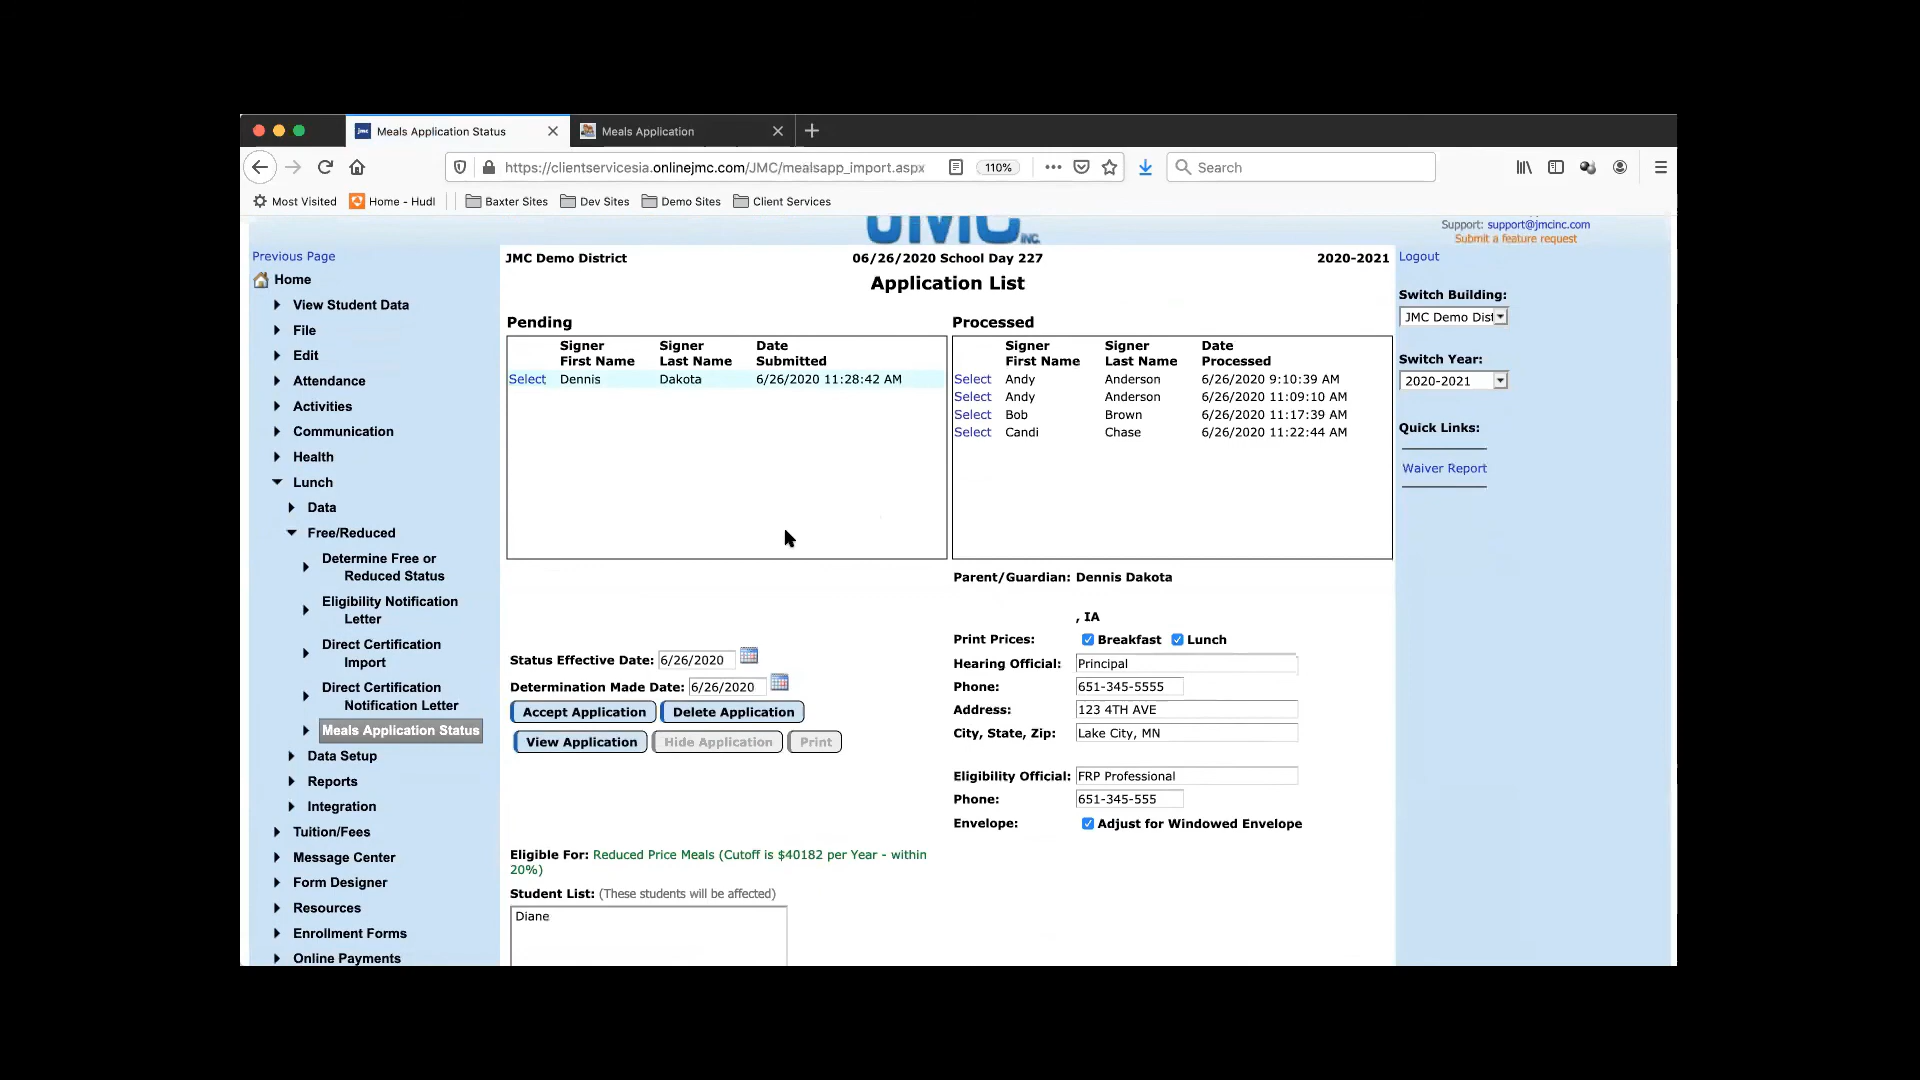 Meals Application Status
Meals Application
https://clientservicesia.onlinejmc.com/JMC/mealsapp_import.aspx
110%
Search
Most Visited
Home - Hudl
Baxter Sites
Dev Sites
Demo Sites
Client Services
JMC INC.
Support: support@jmcinc.com
Submit a feature request
Previous Page
Home
View Student Data
File
Edit
Attendance
Activities
Communication
Health
Lunch
Data
Free/Reduced
Determine Free or
Reduced Status
Eligibility Notification
Letter
Direct Certification
Import
Direct Certification
Notification Letter
Meals Application Status
Data Setup
Reports
Integration
Tuition/Fees
Message Center
Form Designer
Resources
Enrollment Forms
Online Payments
JMC Demo District 06/26/2020 School Day 227 2020-2021
Application List
Pending
Signer Signer Date
First Name Last Name Submitted
Select Dennis Dakota 6/26/2020 11:28:42 AM
Processed
Signer Signer Date
First Name Last Name Processed
Select Andy Anderson 6/26/2020 9:10:39 AM
Select Andy Anderson 6/26/2020 11:09:10 AM
Select Bob Brown 6/26/2020 11:17:39 AM
Select Candi Chase 6/26/2020 11:22:44 AM
Status Effective Date: 6/26/2020
Determination Made Date: 6/26/2020
Accept Application Delete Application
View Application Hide Application Print
Eligible For: Reduced Price Meals (Cutoff is $40182 per Year - within
20%)
Student List: (These students will be affected)
Diane
Parent/Guardian: Dennis Dakota
, IA
Print Prices: Breakfast Lunch
Hearing Official: Principal
Phone: 651-345-5555
Address: 123 4TH AVE
City, State, Zip: Lake City, MN
Eligibility Official: FRP Professional
Phone: 651-345-555
Envelope: Adjust for Windowed Envelope
Logout
Switch Building:
JMC Demo Dist
Switch Year:
2020-2021
Quick Links:
Waiver Report